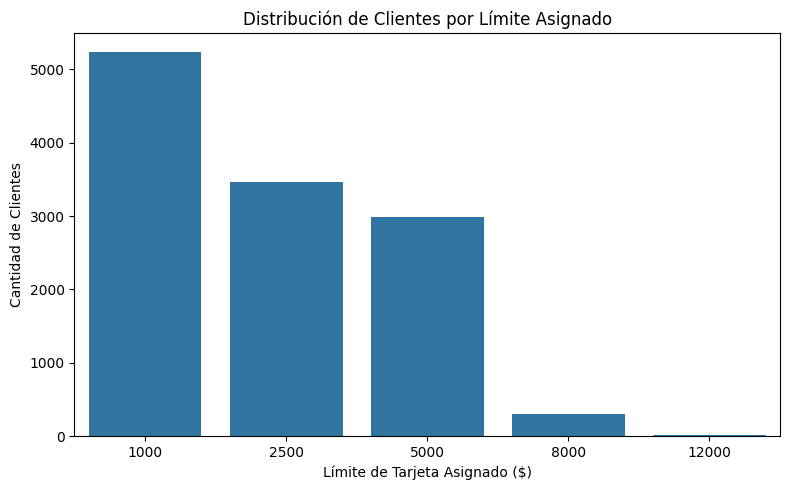 Distribución de Clientes por Límite Asignado
Cantidad de Clientes
5000
4000
3000
2000
1000
0
1000 2500 5000 8000 12000
Límite de Tarjeta Asignado ($)